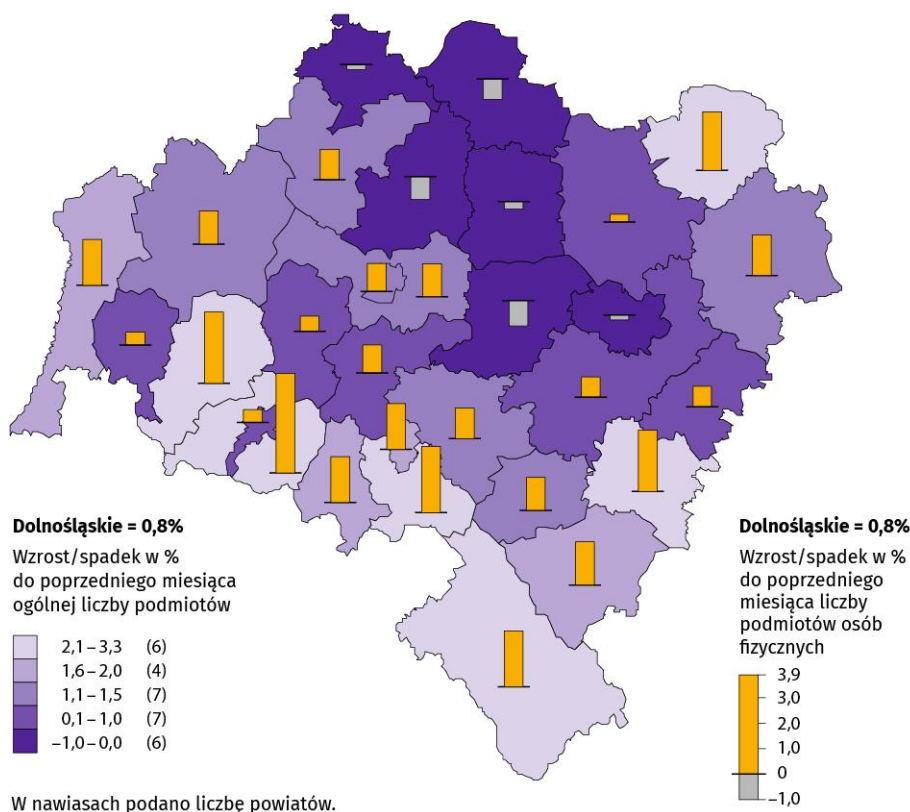 Dolnośląskie = 0,8%
Wzrost/spadek w %
do poprzedniego miesiąca
ogólnej liczby podmiotów
2,1 – 3,3 (6)
1,6 – 2,0 (4)
1,1 – 1,5 (7)
0,1 – 1,0 (7)
–1,0 – 0,0 (6)
W nawiasach podano liczbę powiatów.
Dolnośląskie = 0,8%
Wzrost/spadek w %
do poprzedniego
miesiąca liczby
podmiotów osób
fizycznych
3,9
3,0
2,0
1,0
0
–1,0